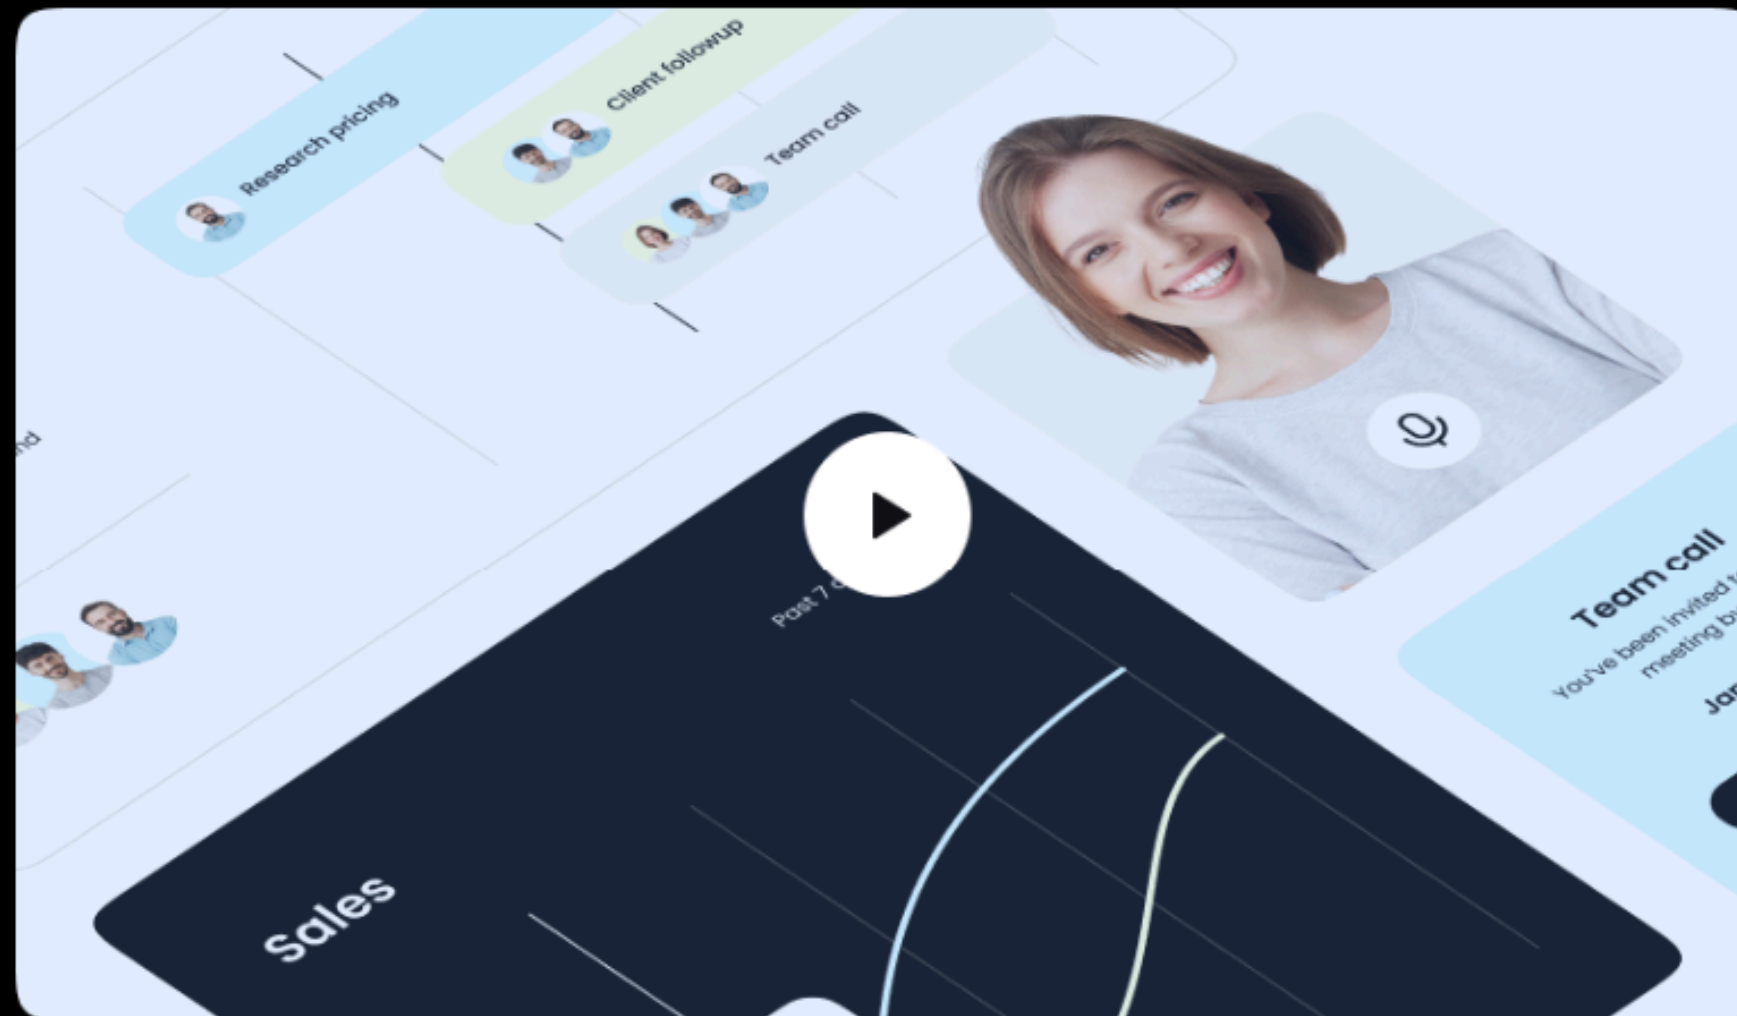 Research pricing
Client followup
Team call
Past 7
Team call
You've been invited
meeting
Sales